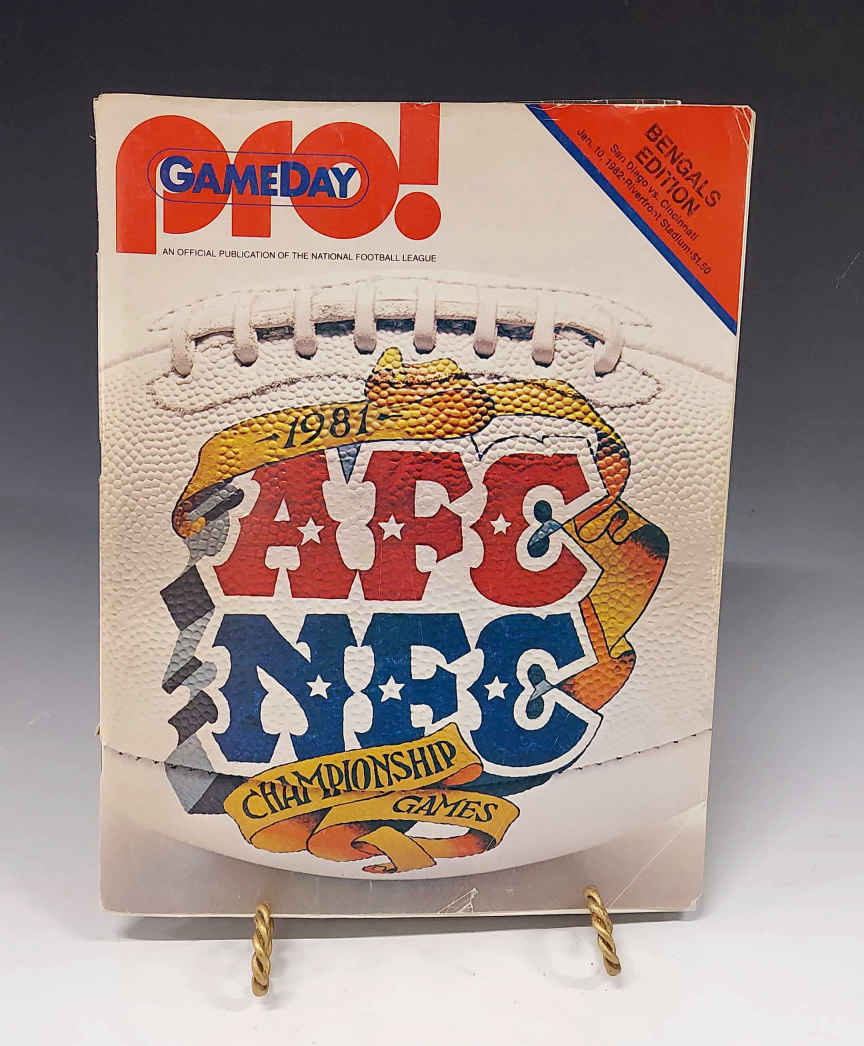 pro!
GAMEDAY
AN OFFICIAL PUBLICATION OF THE NATIONAL FOOTBALL LEAGUE
BENGALS
EDITION
San Diego vs. Cincinnati
Jan. 10, 1982•Riverfront Stadium•$1.50
1981
AFC
NFC
CHAMPIONSHIP
GAMES